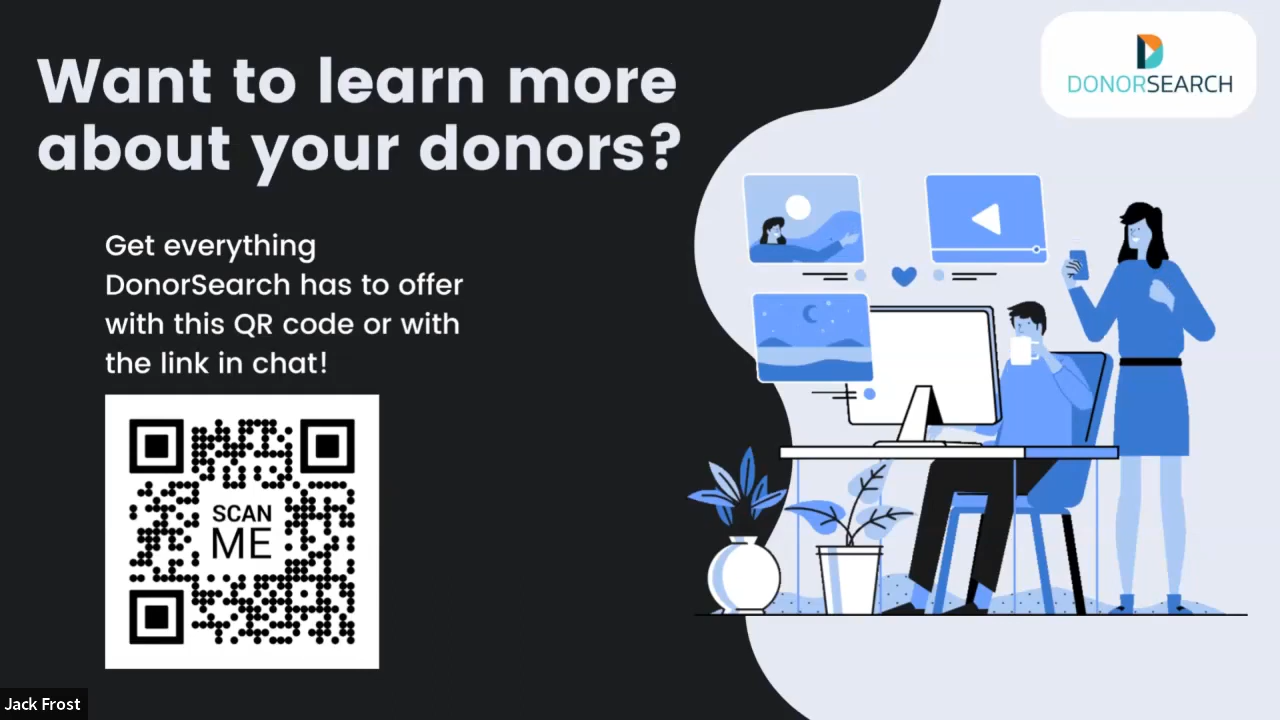 Want to learn more
about your donors?
DONORSEARCH
Get everything
DonorSearch has to offer
with this QR code or with
the link in chat!
SCAN
ME
Jack Frost